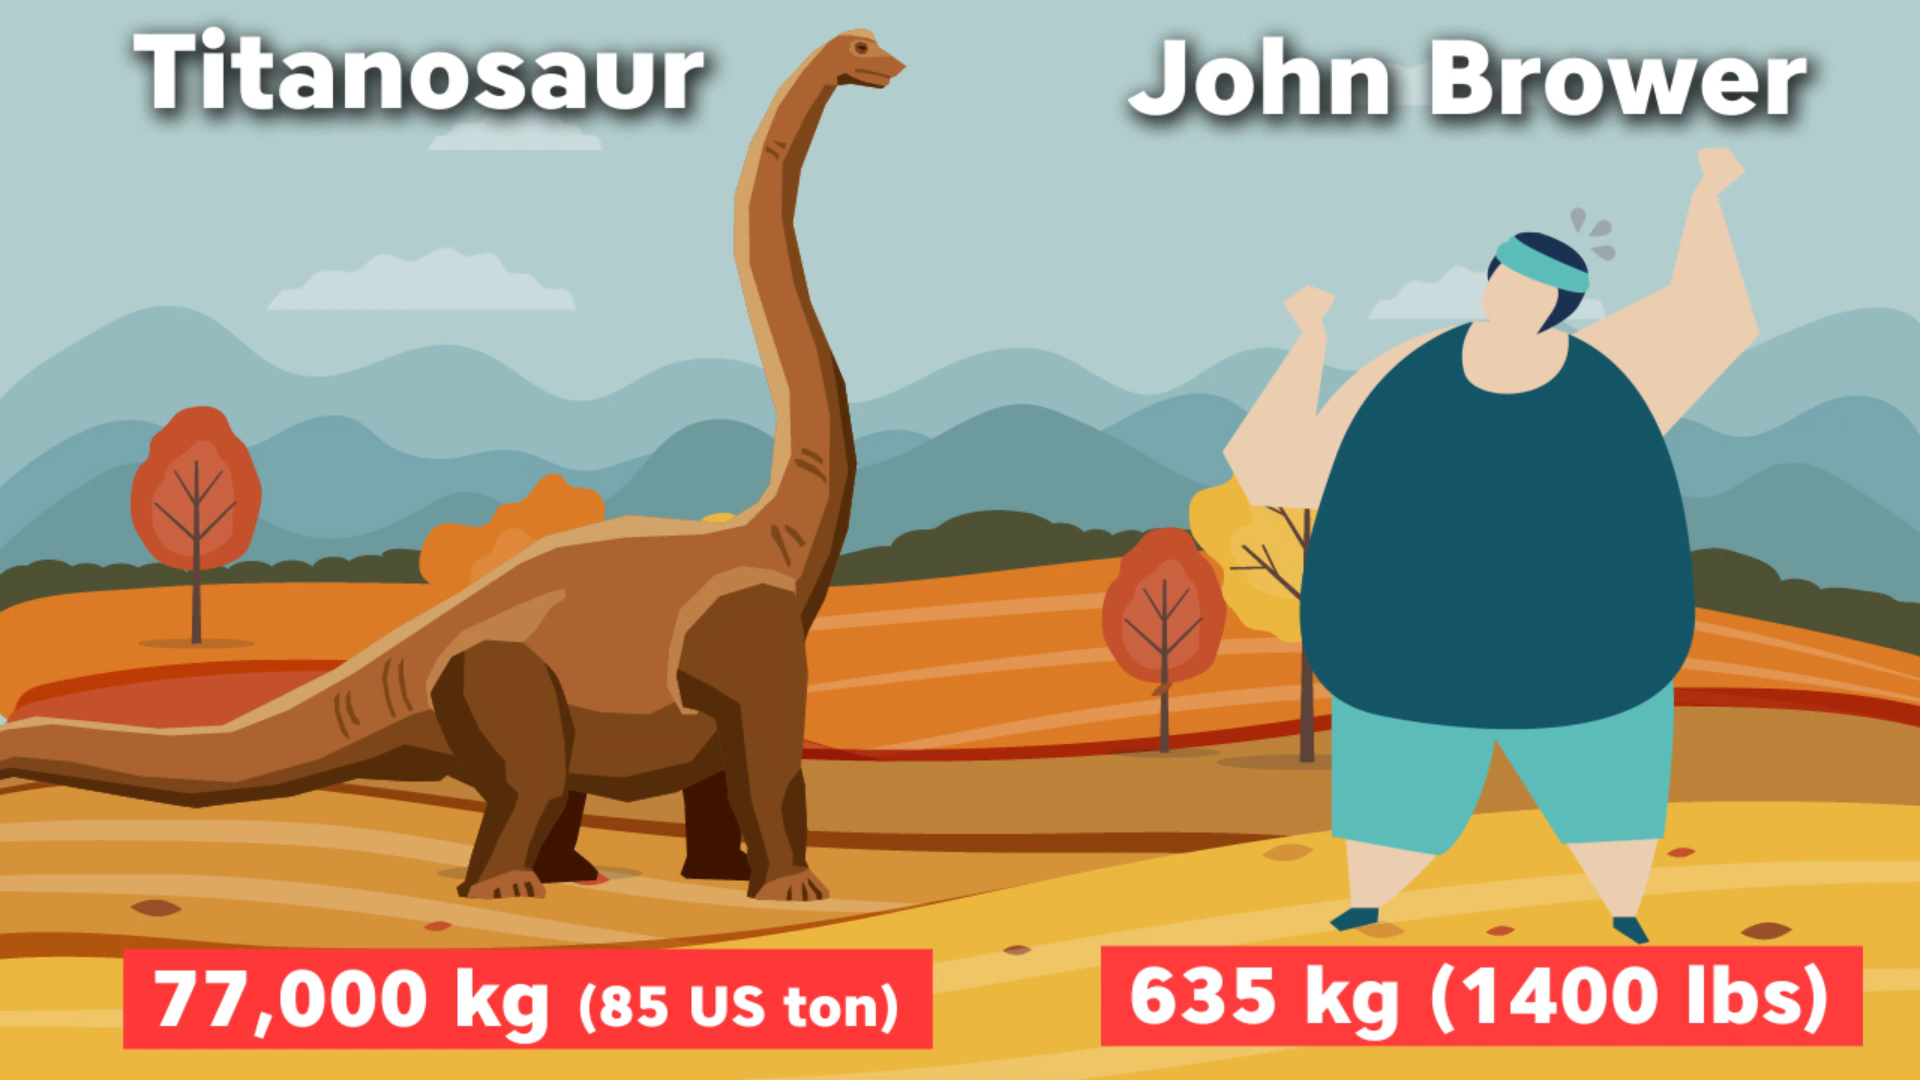 Titanosaur
John Brower
77,000 kg (85 US ton)
635 kg (1400 lbs)